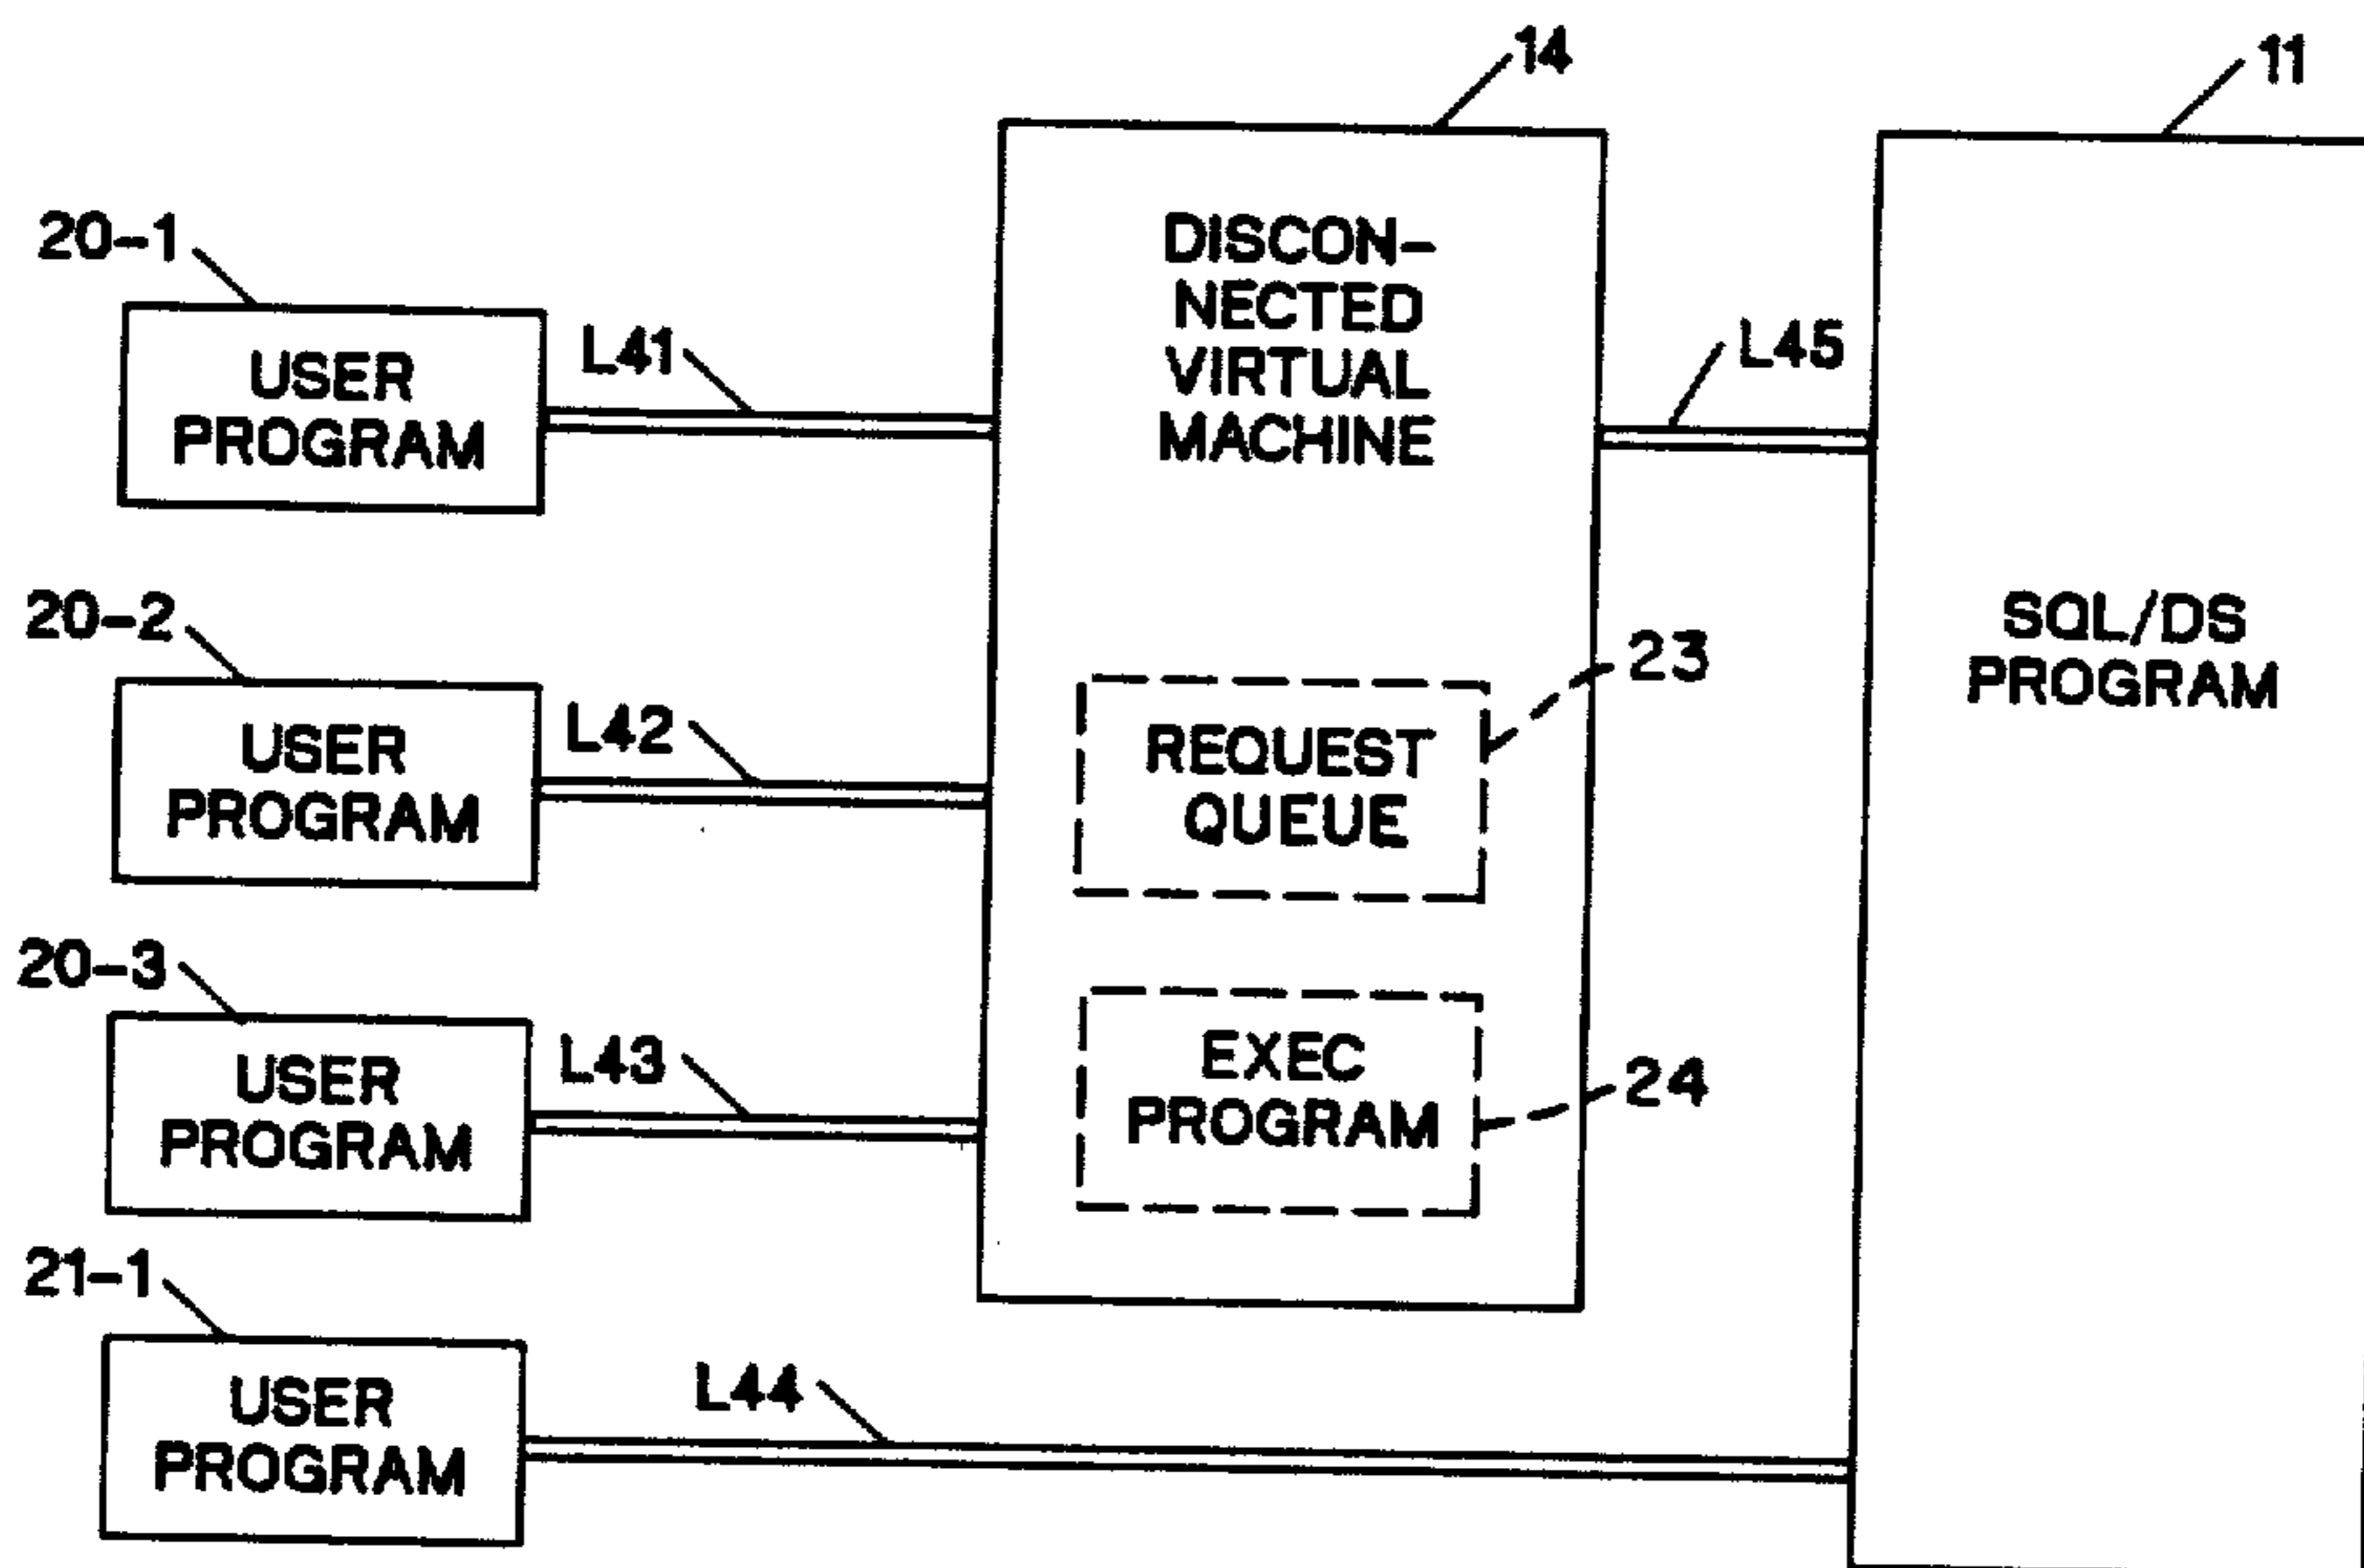 14
11
20-1
DISCON-
NECTED
VIRTUAL
MACHINE
USER
PROGRAM
L41
L45
20-2
SQL/DS
PROGRAM
23
USER
PROGRAM
L42
REQUEST
QUEUE
20-3
USER
PROGRAM
L43
EXEC
PROGRAM
24
21-1
USER
PROGRAM
L44